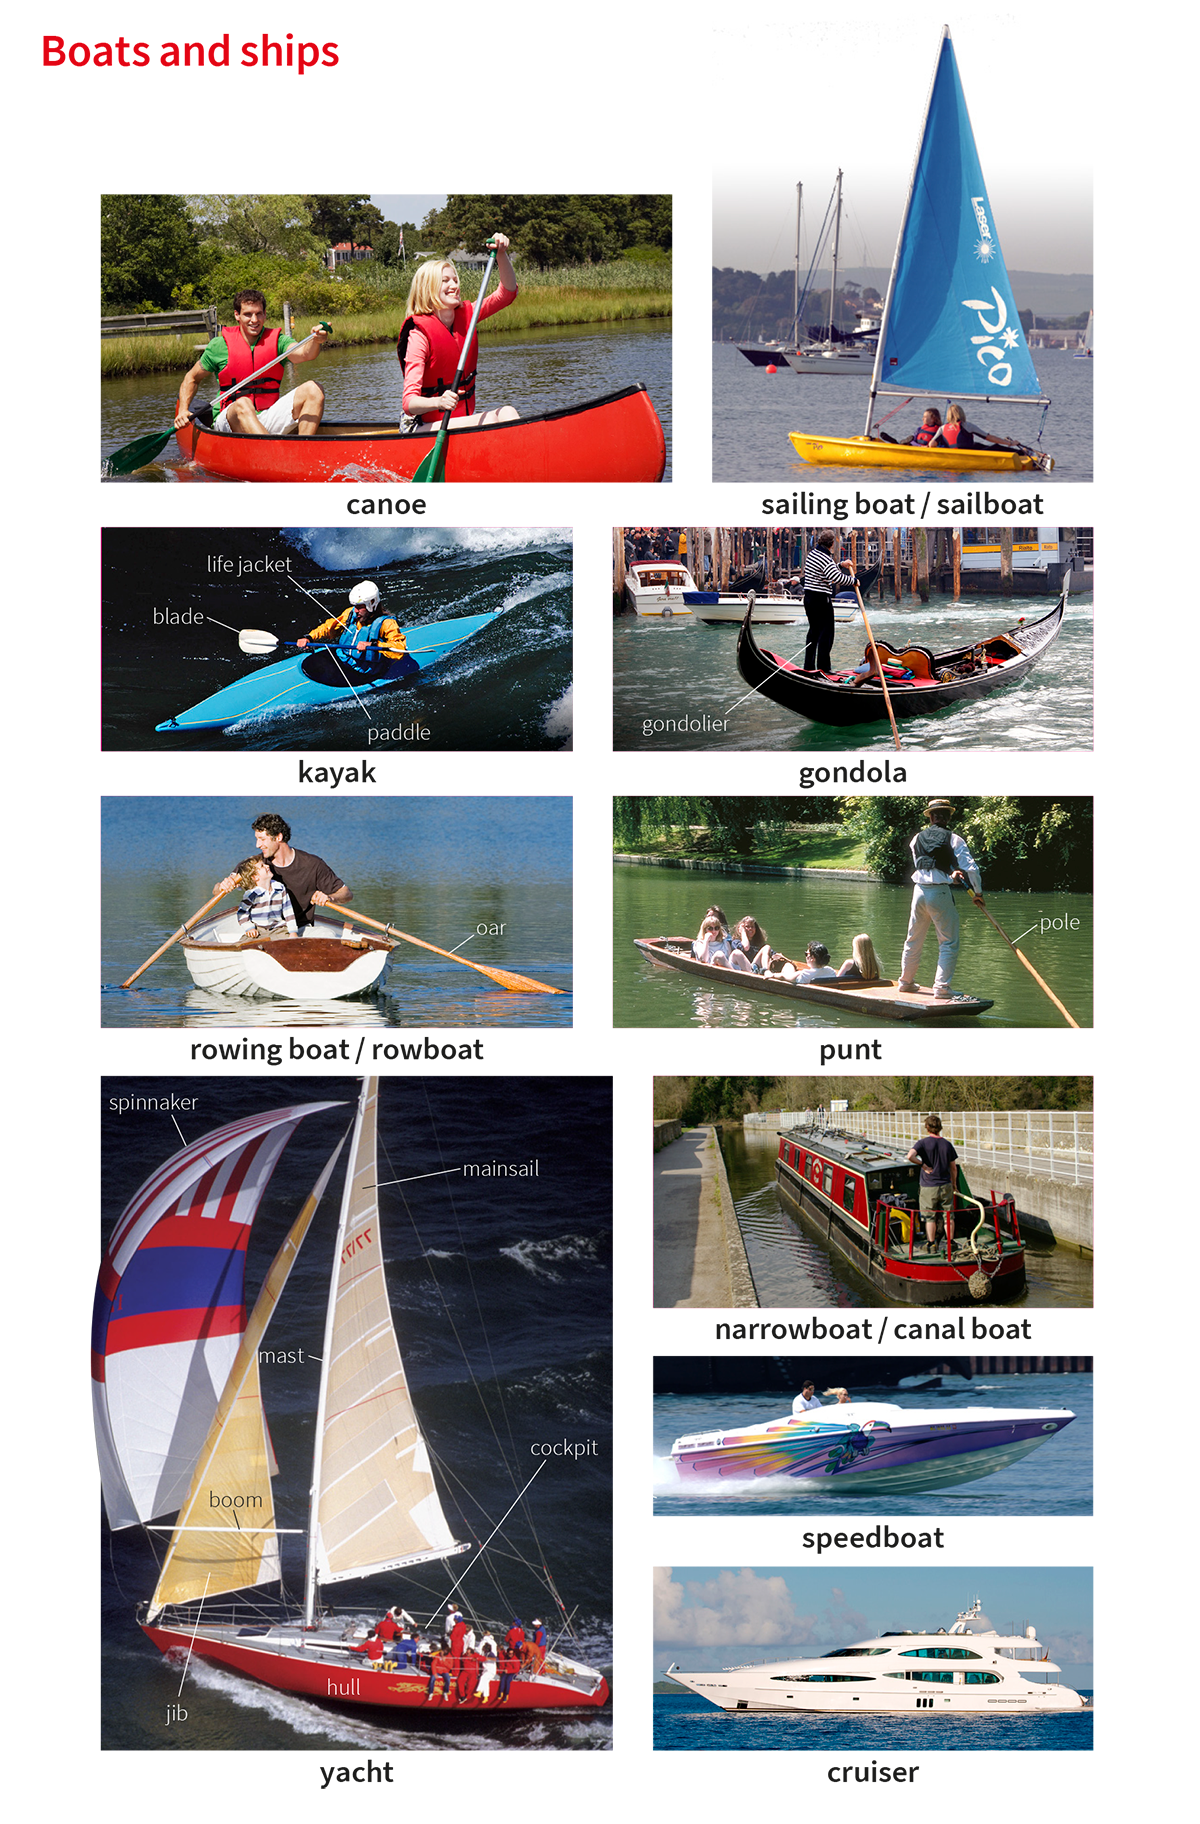 Boats and ships
Laser
Pico
canoe
sailing boat / sailboat
life jacket
blade
paddle
kayak
Rialto
gondolier
gondola
oar
rowing boat / rowboat
pole
punt
spinnaker
mainsail
mast
cockpit
boom
hull
jib
yacht
narrowboat / canal boat
speedboat
cruiser